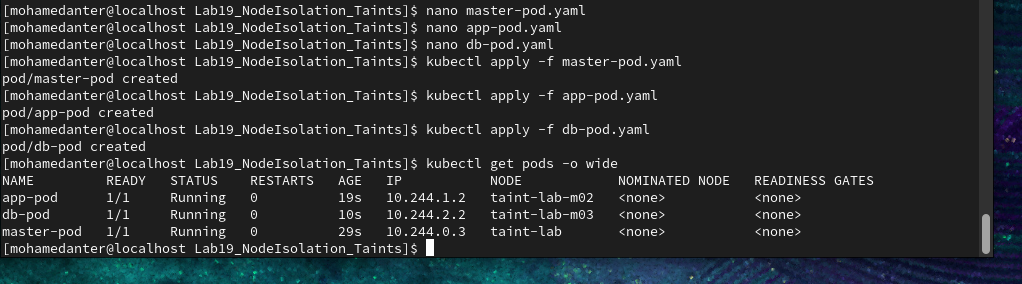 [mohamedanter@localhost Lab19_NodeIsolation_Taints]$ nano master-pod.yaml
[mohamedanter@localhost Lab19_NodeIsolation_Taints]$ nano app-pod.yaml
[mohamedanter@localhost Lab19_NodeIsolation_Taints]$ nano db-pod.yaml
[mohamedanter@localhost Lab19_NodeIsolation_Taints]$ kubectl apply -f master-pod.yaml
pod/master-pod created
[mohamedanter@localhost Lab19_NodeIsolation_Taints]$ kubectl apply -f app-pod.yaml
pod/app-pod created
[mohamedanter@localhost Lab19_NodeIsolation_Taints]$ kubectl apply -f db-pod.yaml
pod/db-pod created
[mohamedanter@localhost Lab19_NodeIsolation_Taints]$ kubectl get pods -o wide
NAME         READY   STATUS    RESTARTS   AGE   IP           NODE            NOMINATED NODE   READINESS GATES
app-pod      1/1     Running   0          19s   10.244.1.2   taint-lab-m02   <none>           <none>
db-pod       1/1     Running   0          10s   10.244.2.2   taint-lab-m03   <none>           <none>
master-pod   1/1     Running   0          29s   10.244.0.3   taint-lab       <none>           <none>
[mohamedanter@localhost Lab19_NodeIsolation_Taints]$